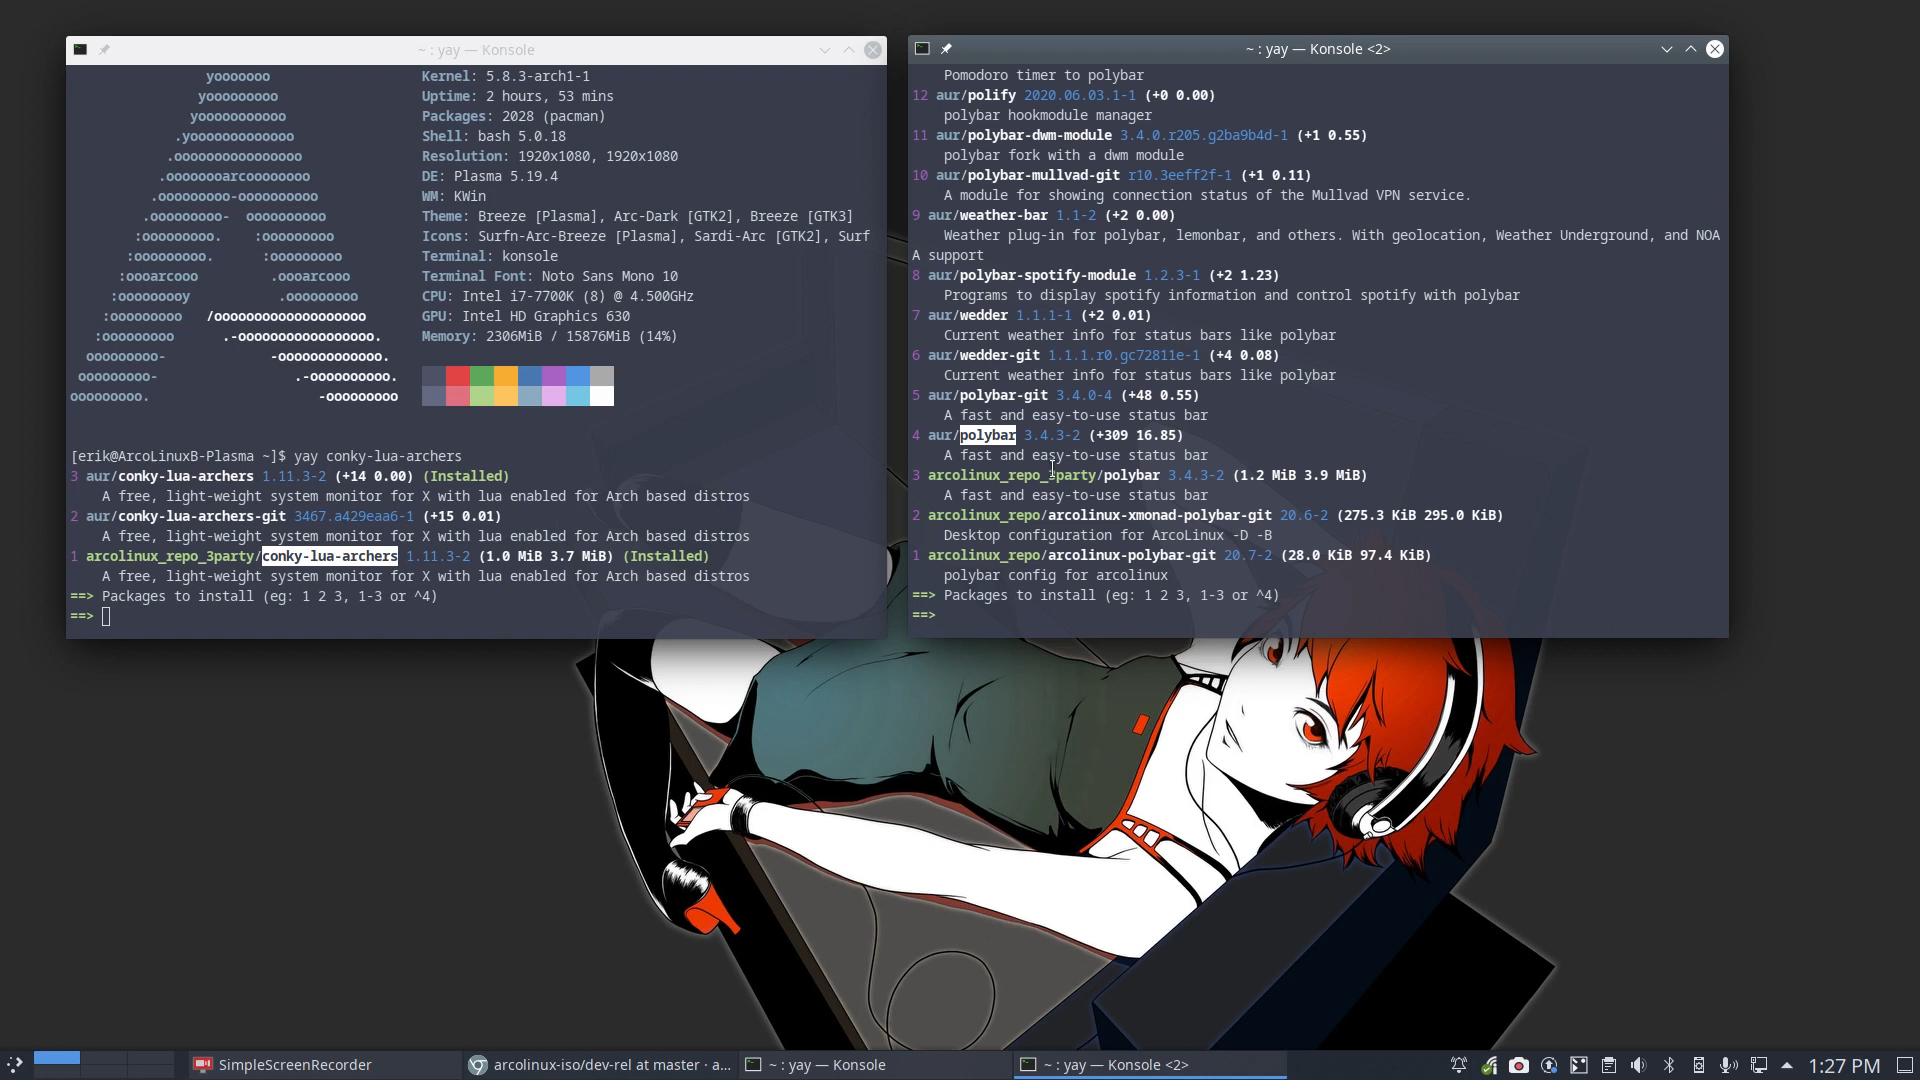 ~ : yay — Konsole
yooooooo
yooooooooo
yooooooooooo
.yooooooooooooo
.oooooooooooooooo
.ooooooooarcoooooooo
.ooooooooo-oooooooooo
.ooooooooo-  oooooooooo
:ooooooooo.    :ooooooooo
:ooooooooo.      :ooooooooo
:oooarcooo         .oooarcooo
:ooooooooy           .ooooooooo
:ooooooooo   /ooooooooooooooooooo
:ooooooooo      .-ooooooooooooooooo.
ooooooooo-             -ooooooooooooo.
ooooooooo-                 .-oooooooooo.
ooooooooo.                     -ooooooooo
Kernel: 5.8.3-arch1-1
Uptime: 2 hours, 53 mins
Packages: 2028 (pacman)
Shell: bash 5.0.18
Resolution: 1920x1080, 1920x1080
DE: Plasma 5.19.4
WM: KWin
Theme: Breeze [Plasma], Arc-Dark [GTK2], Breeze [GTK3]
Icons: Surfn-Arc-Breeze [Plasma], Sardi-Arc [GTK2], Surf
Terminal: konsole
Terminal Font: Noto Sans Mono 10
CPU: Intel i7-7700K (8) @ 4.500GHz
GPU: Intel HD Graphics 630
Memory: 2306MiB / 15876MiB (14%)
[erik@ArcoLinuxB-Plasma ~]$ yay conky-lua-archers
3 aur/conky-lua-archers 1.11.3-2 (+14 0.00) (Installed)
A free, light-weight system monitor for X with lua enabled for Arch based distros
2 aur/conky-lua-archers-git 3467.a429eaa6-1 (+15 0.01)
A free, light-weight system monitor for X with lua enabled for Arch based distros
1 arcolinux_repo_3party/conky-lua-archers 1.11.3-2 (1.0 MiB 3.7 MiB) (Installed)
A free, light-weight system monitor for X with lua enabled for Arch based distros
==> Packages to install (eg: 1 2 3, 1-3 or ^4)
==>
~ : yay — Konsole <2>
Pomodoro timer to polybar
12 aur/polify 2020.06.03.1-1 (+0 0.00)
polybar hookmodule manager
11 aur/polybar-dwm-module 3.4.0.r205.g2ba9b4d-1 (+1 0.55)
polybar fork with a dwm module
10 aur/polybar-mullvad-git r10.3eeff2f-1 (+1 0.11)
A module for showing connection status of the Mullvad VPN service.
9 aur/weather-bar 1.1-2 (+2 0.00)
Weather plug-in for polybar, lemonbar, and others. With geolocation, Weather Underground, and NOA
A support
8 aur/polybar-spotify-module 1.2.3-1 (+2 1.23)
Programs to display spotify information and control spotify with polybar
7 aur/wedder 1.1.1-1 (+2 0.01)
Current weather info for status bars like polybar
6 aur/wedder-git 1.1.1.r0.gc72811e-1 (+4 0.08)
Current weather info for status bars like polybar
5 aur/polybar-git 3.4.0-4 (+48 0.55)
A fast and easy-to-use status bar
4 aur/polybar 3.4.3-2 (+309 16.85)
A fast and easy-to-use status bar
3 arcolinux_repo_3party/polybar 3.4.3-2 (1.2 MiB 3.9 MiB)
A fast and easy-to-use status bar
2 arcolinux_repo/arcolinux-xmonad-polybar-git 20.6-2 (275.3 KiB 295.0 KiB)
Desktop configuration for ArcoLinux -D -B
1 arcolinux_repo/arcolinux-polybar-git 20.7-2 (28.0 KiB 97.4 KiB)
polybar config for arcolinux
==> Packages to install (eg: 1 2 3, 1-3 or ^4)
==>
SimpleScreenRecorder
arcolinux-iso/dev-rel at master · a...
~ : yay — Konsole
~ : yay — Konsole <2>
1:27 PM